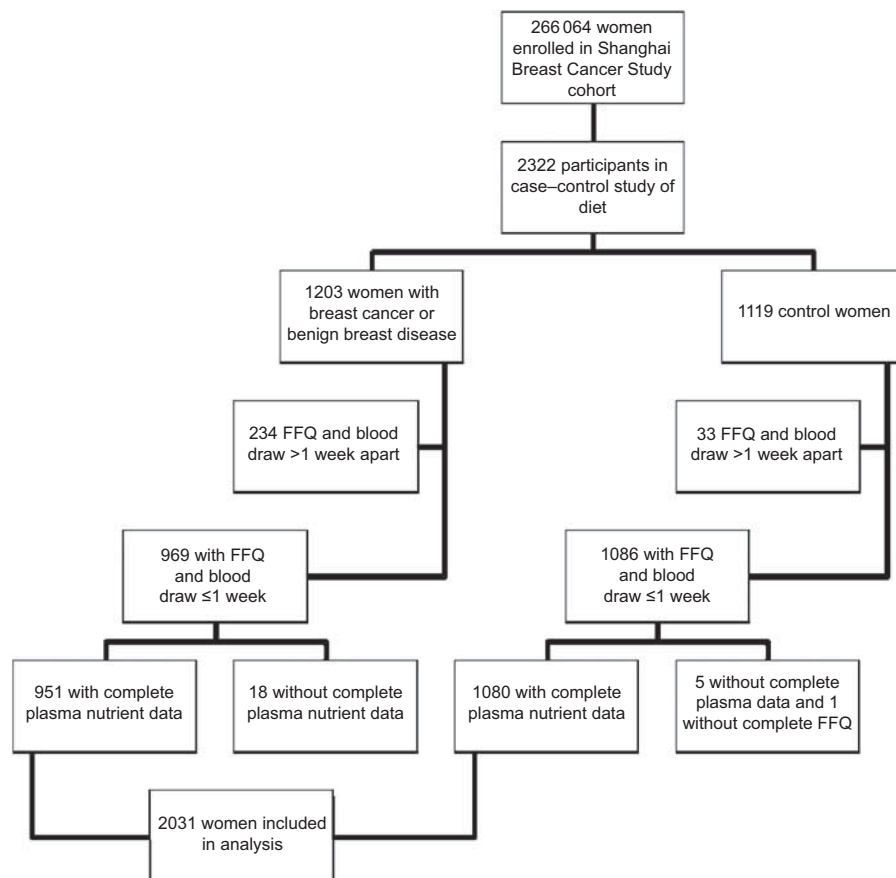 266 064 women
enrolled in Shanghai
Breast Cancer Study
cohort
2322 participants in
case–control study of
diet
1203 women with
breast cancer or
benign breast disease
1119 control women
234 FFQ and blood
draw >1 week apart
33 FFQ and blood
draw >1 week apart
969 with FFQ
and blood
draw ≤1 week
1086 with FFQ
and blood
draw ≤1 week
951 with complete
plasma nutrient data
18 without complete
plasma nutrient data
1080 with complete
plasma nutrient data
5 without complete
plasma data and 1
without complete FFQ
2031 women included
in analysis